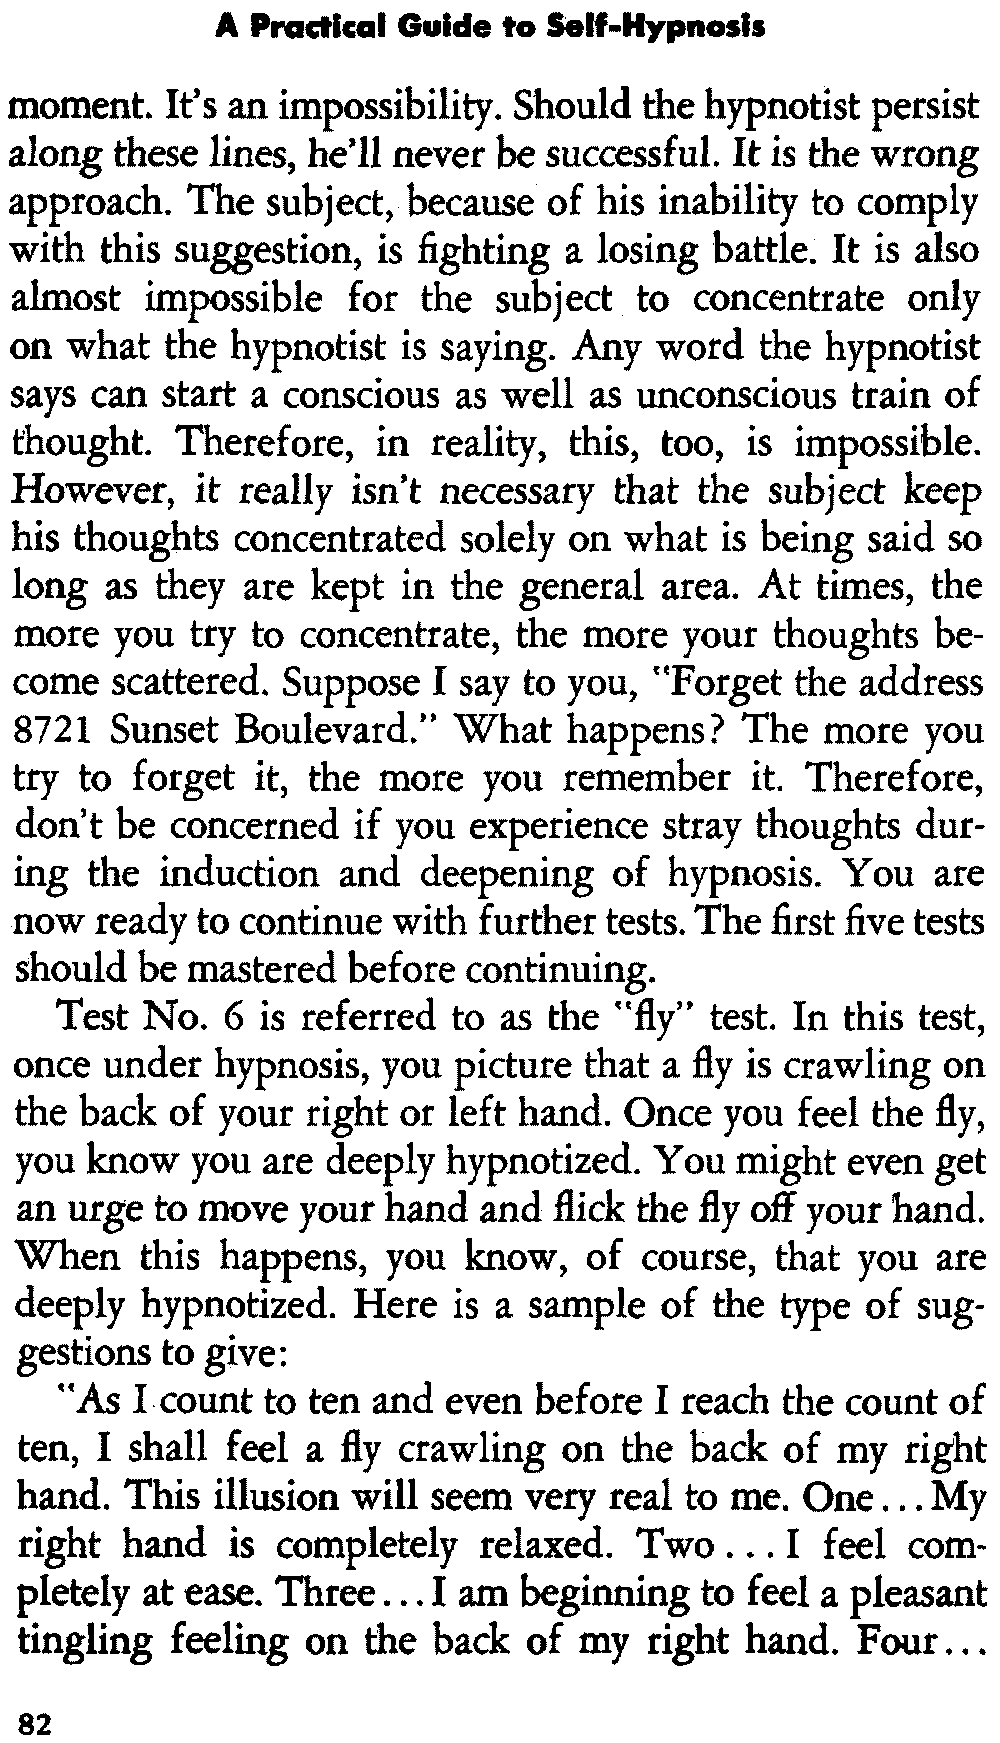 A Practical Guide to Self-Hypnosis
moment. It's an impossibility. Should the hypnotist persist
along these lines, he'll never be successful. It is the wrong
approach. The subject, because of his inability to comply
with this suggestion, is fighting a losing battle. It is also
almost impossible for the subject to concentrate only
on what the hypnotist is saying. Any word the hypnotist
says can start a conscious as well as unconscious train of
thought. Therefore, in reality, this, too, is impossible.
However, it really isn't necessary that the subject keep
his thoughts concentrated solely on what is being said so
long as they are kept in the general area. At times, the
more you try to concentrate, the more your thoughts be-
come scattered. Suppose I say to you, "Forget the address
8721 Sunset Boulevard." What happens? The more you
try to forget it, the more you remember it. Therefore,
don't be concerned if you experience stray thoughts dur-
ing the induction and deepening of hypnosis. You are
now ready to continue with further tests. The first five tests
should be mastered before continuing.
Test No. 6 is referred to as the "fly" test. In this test,
once under hypnosis, you picture that a fly is crawling on
the back of your right or left hand. Once you feel the fly,
you know you are deeply hypnotized. You might even get
an urge to move your hand and flick the fly off your hand.
When this happens, you know, of course, that you are
deeply hypnotized. Here is a sample of the type of sug-
gestions to give:
"As I count to ten and even before I reach the count of
ten, I shall feel a fly crawling on the back of my right
hand. This illusion will seem very real to me. One... My
right hand is completely relaxed. Two... I feel com-
pletely at ease. Three... I am beginning to feel a pleasant
tingling feeling on the back of my right hand. Four...
82